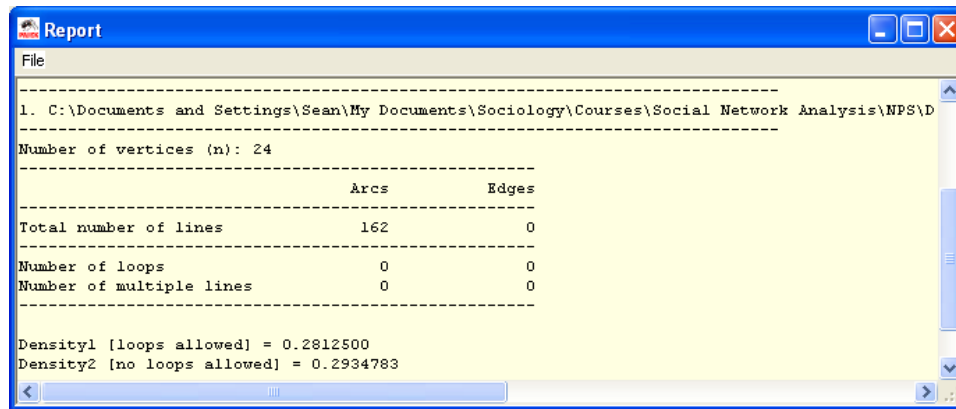 Report
File
--------------------------------------------------------------------------------
1. C:\Documents and Settings\Sean\My Documents\Sociology\Courses\Social Network Analysis\NPS\D
--------------------------------------------------------------------------------
Number of vertices (n): 24
------------------------------------------------------
Arcs Edges
------------------------------------------------------
Total number of lines 162 0
------------------------------------------------------
Number of loops 0 0
Number of multiple lines 0 0
------------------------------------------------------
Density1 [loops allowed] = 0.2812500
Density2 [no loops allowed] = 0.2934783